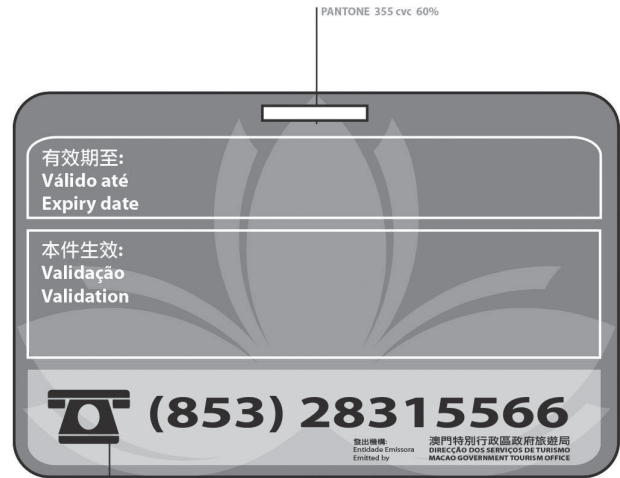 PANTONE 355 cvc 60%
有效期至:
Válido até
Expiry date
本件生效:
Validação
Validation
(853) 28315566
發出機構:
Entidade Emissora
Emitted by
澳門特別行政區政府旅遊局
DIRECÇÃO DOS SERVIÇOS DE TURISMO
MACAO GOVERNMENT TOURISM OFFICE